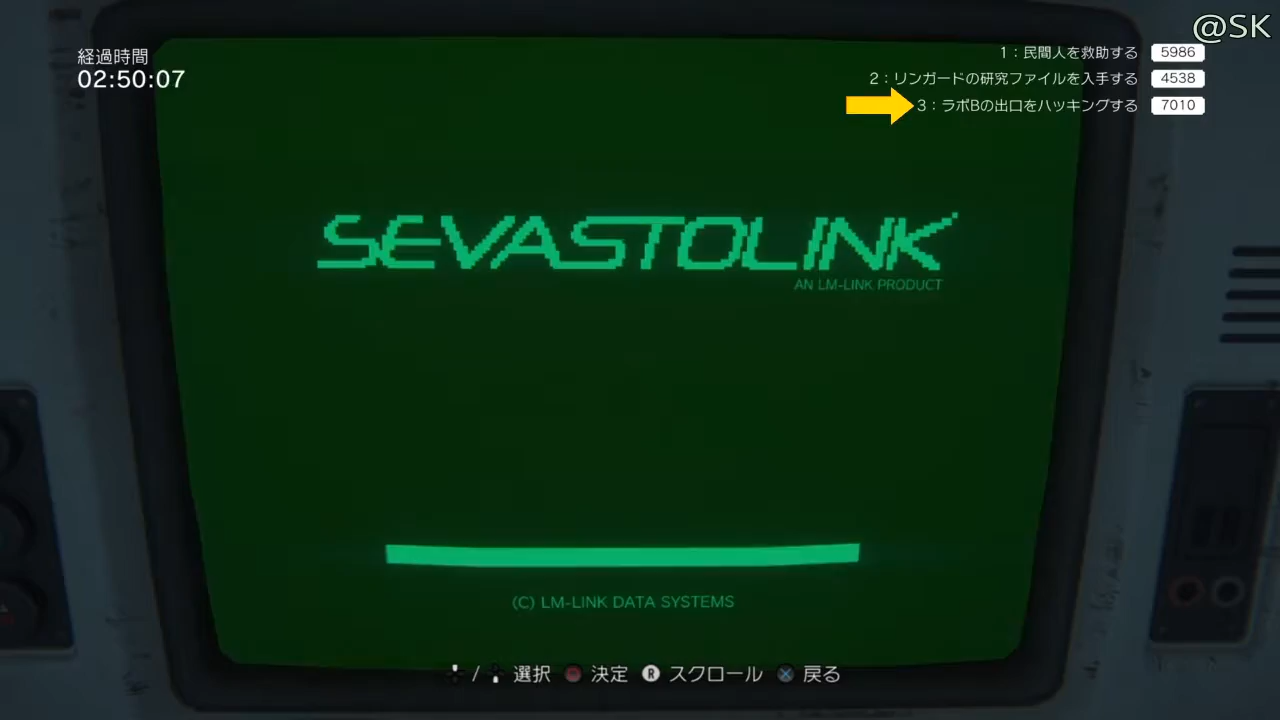 @SK
経過時間
02:50:07
1：民間人を救助する 5986
2：リンガードの研究ファイルを入手する 4538
3：ラボBの出口をハッキングする 7010
SEVASTOLINK
AN LM-LINK PRODUCT
(C) LM-LINK DATA SYSTEMS
/ 選択 決定 R スクロール 戻る